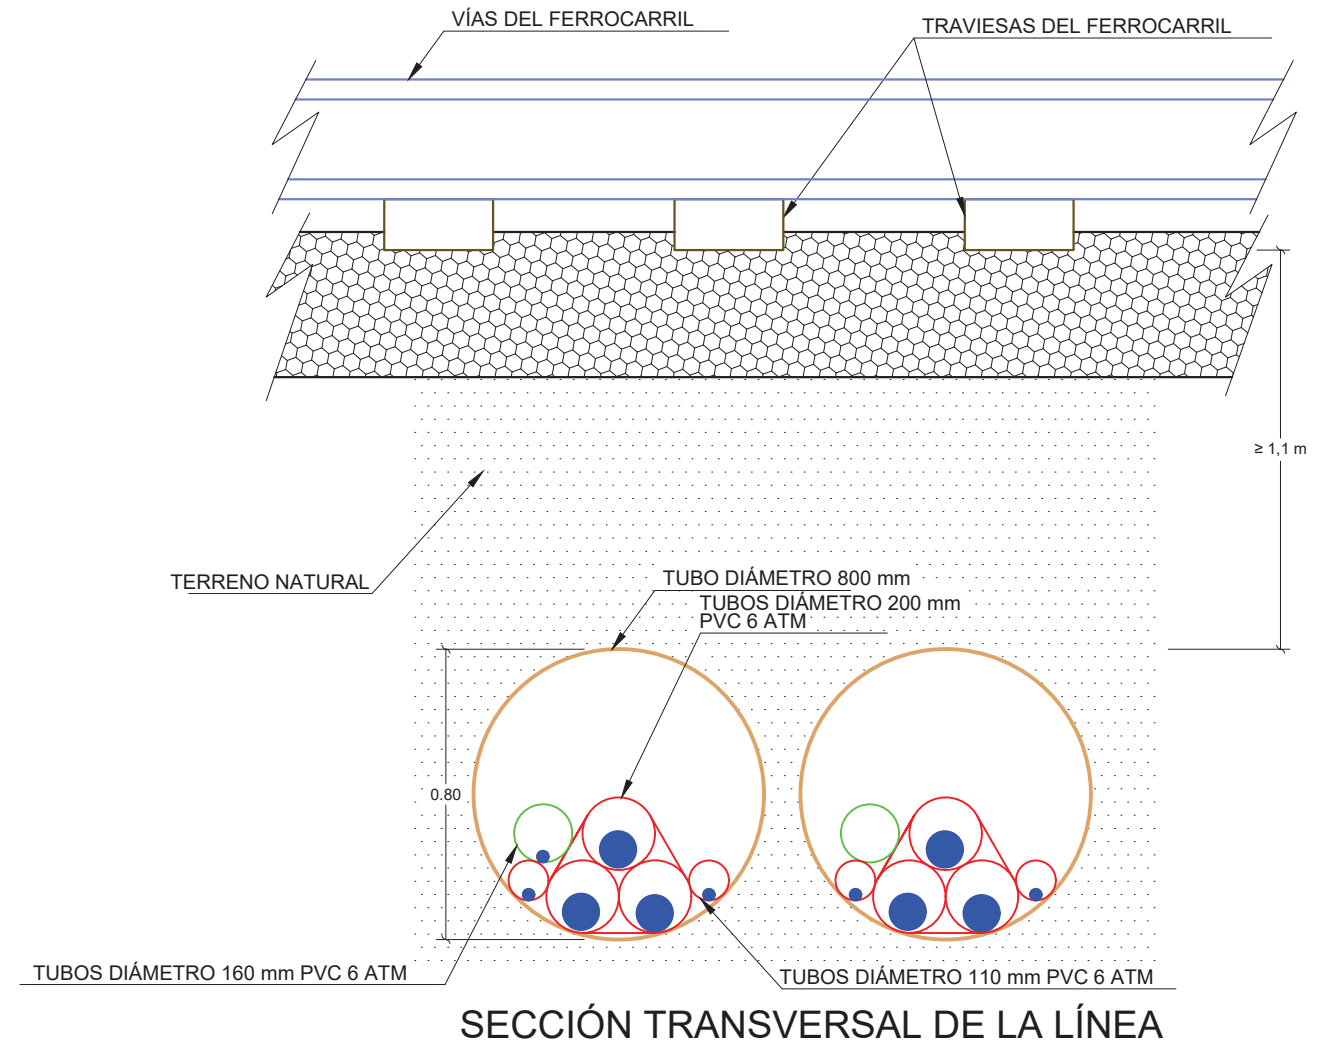 VÍAS DEL FERROCARRIL
TRAVIESAS DEL FERROCARRIL
≥ 1,1 m
TERRENO NATURAL
TUBO DIÁMETRO 800 mm
TUBOS DIÁMETRO 200 mm
PVC 6 ATM
0.80
TUBOS DIÁMETRO 160 mm PVC 6 ATM
TUBOS DIÁMETRO 110 mm PVC 6 ATM
SECCIÓN TRANSVERSAL DE LA LÍNEA